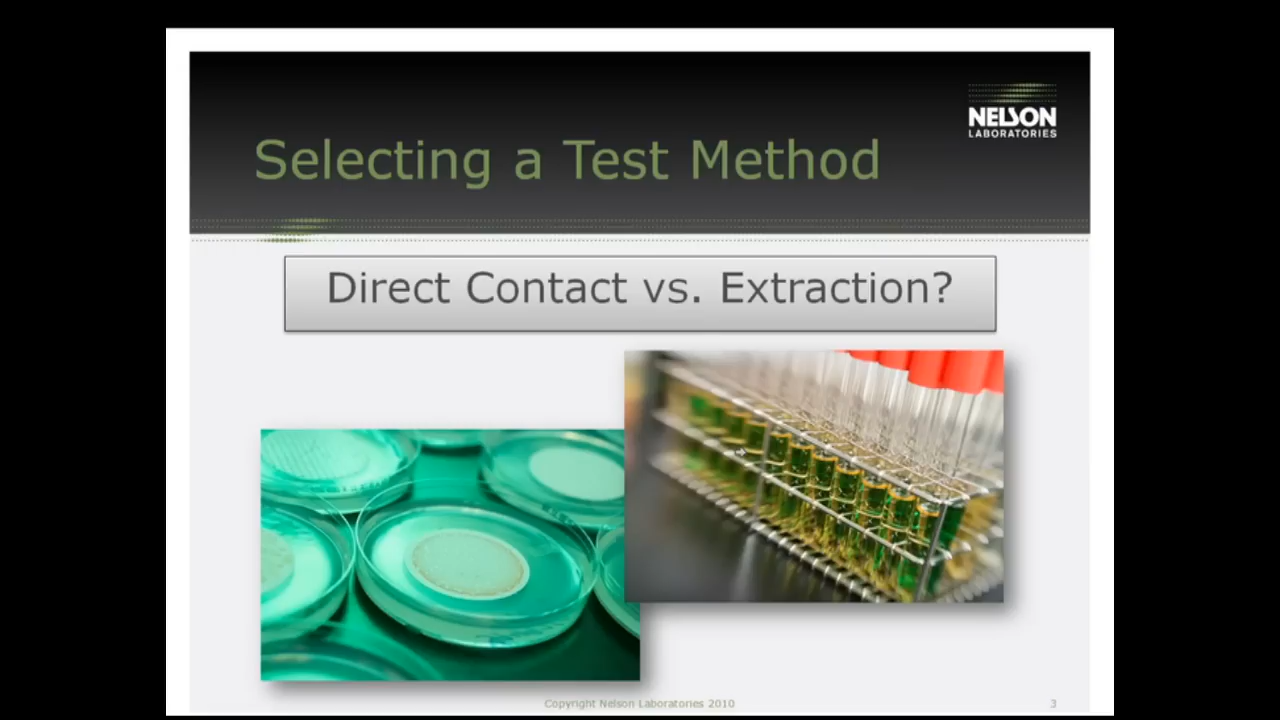 NELSON
LABORATORIES
Selecting a Test Method
Direct Contact vs. Extraction?
Copyright Nelson Laboratories 2010
3